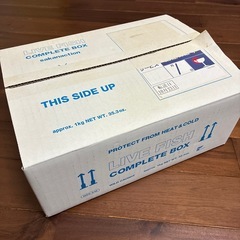 LIVE FISH
COMPLETE BOX
sakanaction
THIS SIDE UP
approx. 1kg NET WT. 35.3oz.
PROTECT FROM HEAT & COLD
LIVE FISH
COMPLETE BOX